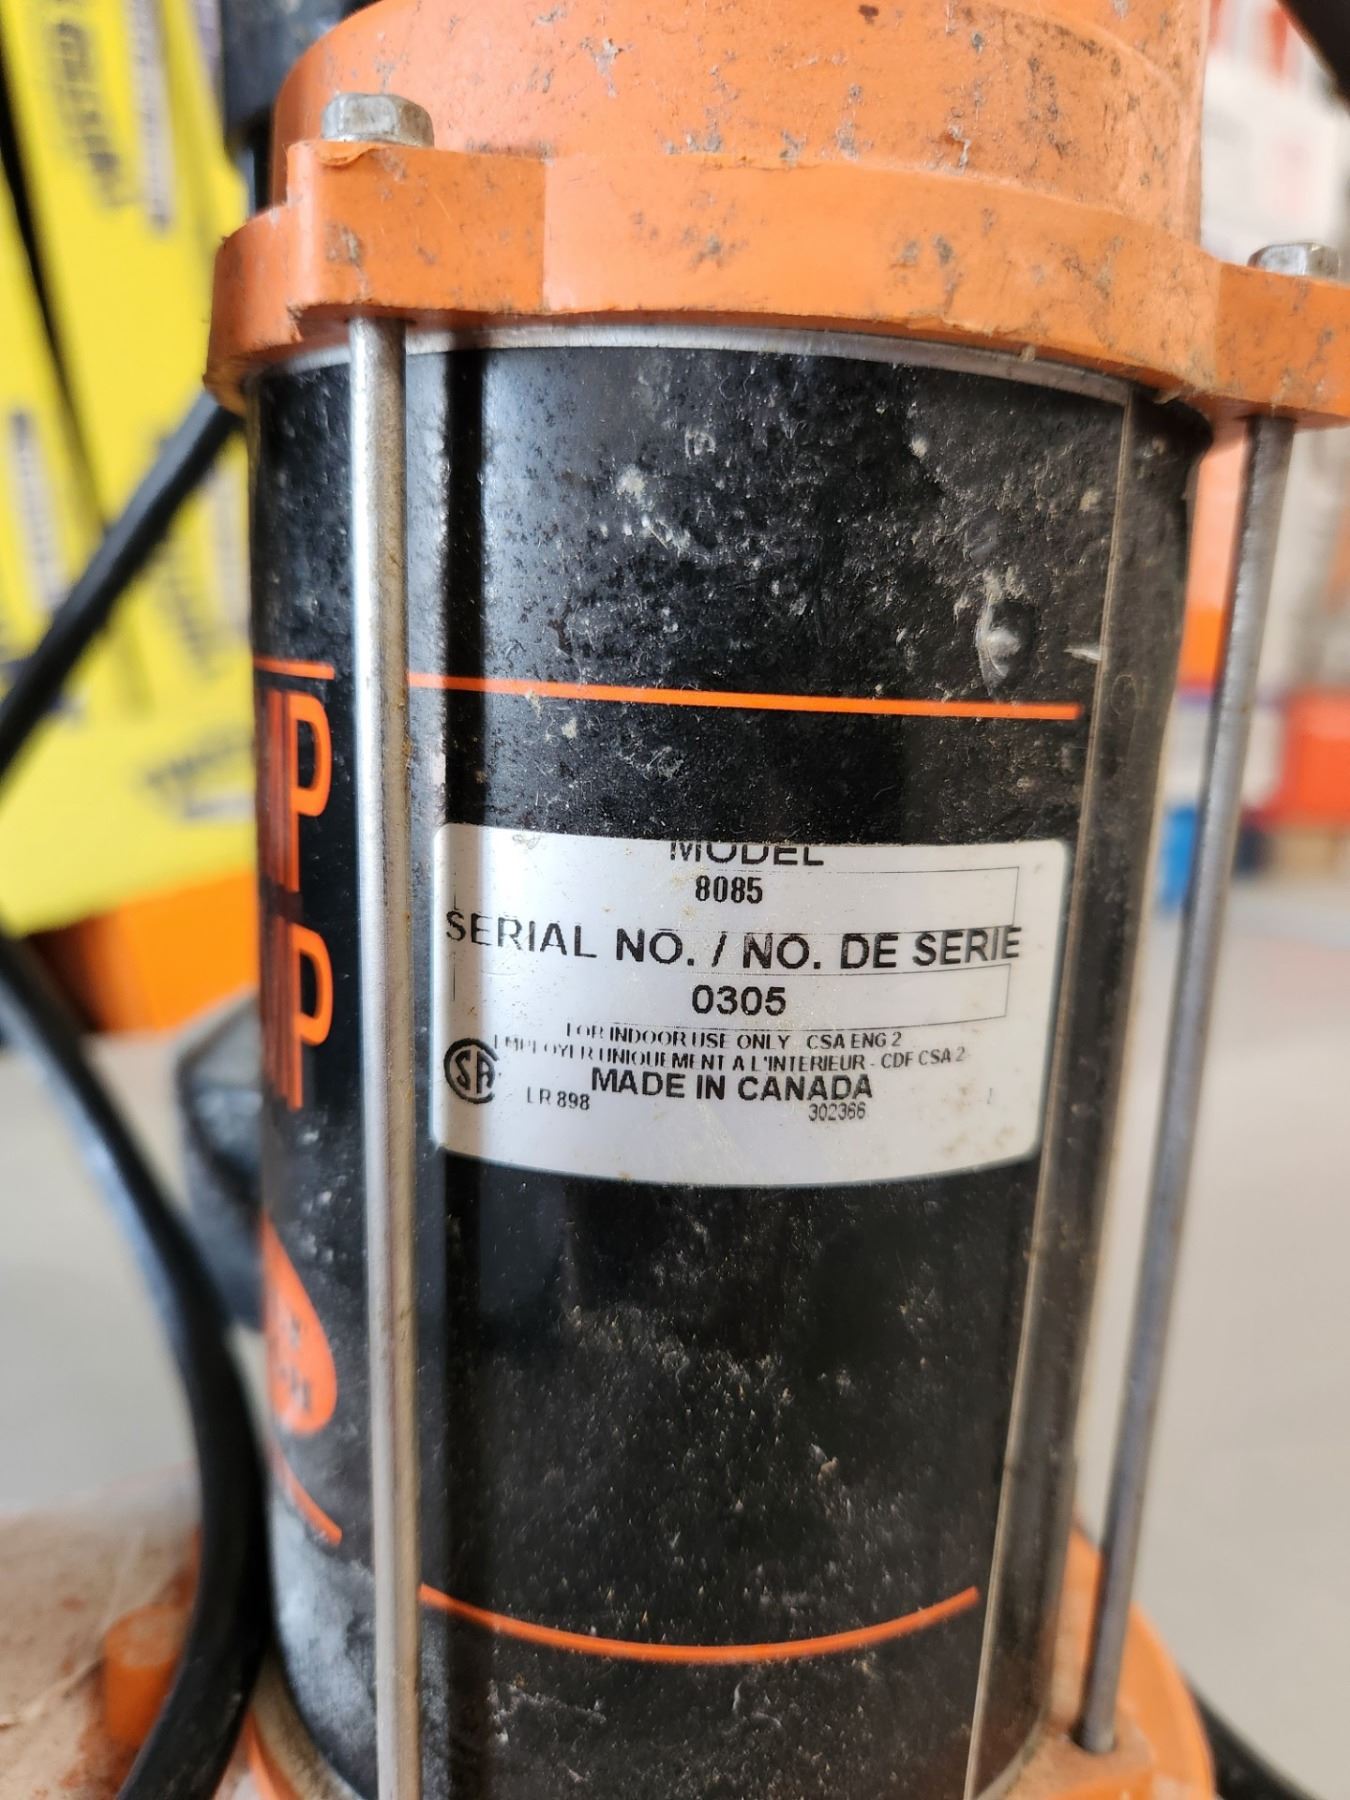 MODEL
8085
SERIAL NO. / NO. DE SERIE
0305
FOR INDOOR USE ONLY CSA ENG 2
EMPLOYER UNIQUEMENT A L'INTERIEUR - CDF CSA 2
MADE IN CANADA
LR 898
302366